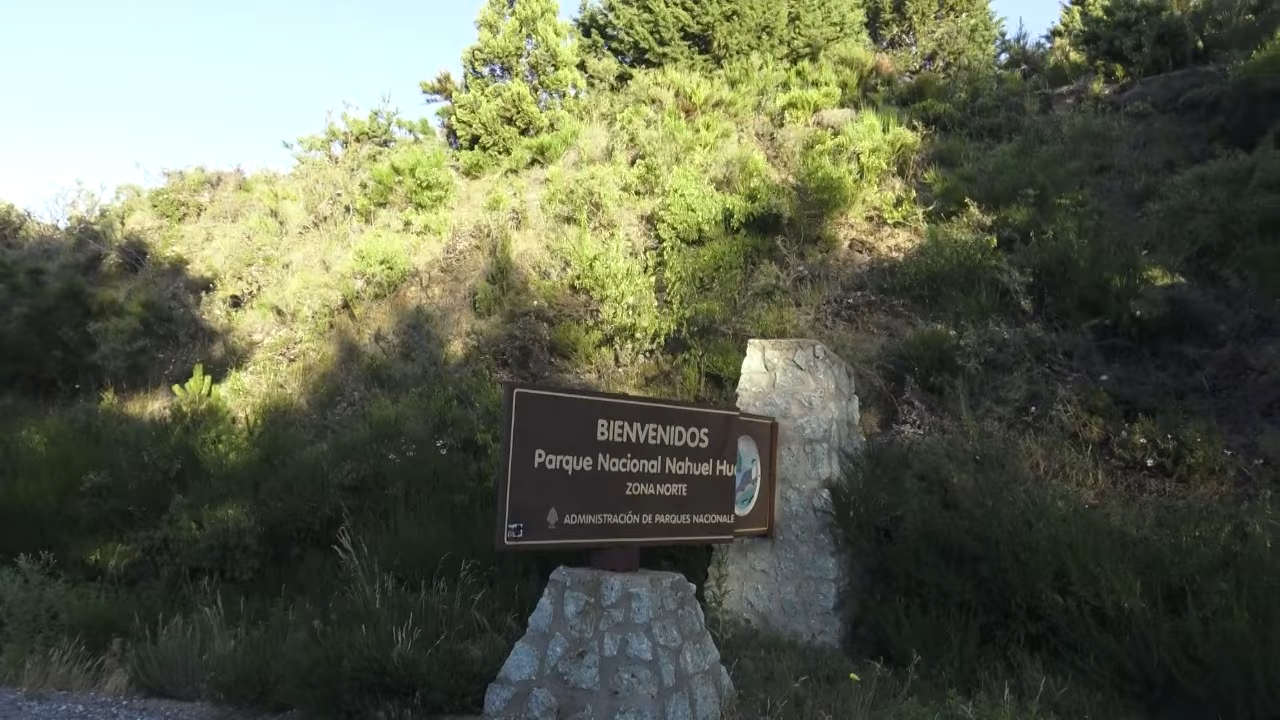 BIENVENIDOS
Parque Nacional Nahuel Hu
ZONA NORTE
ADMINISTRACIÓN DE PARQUES NACIONALE